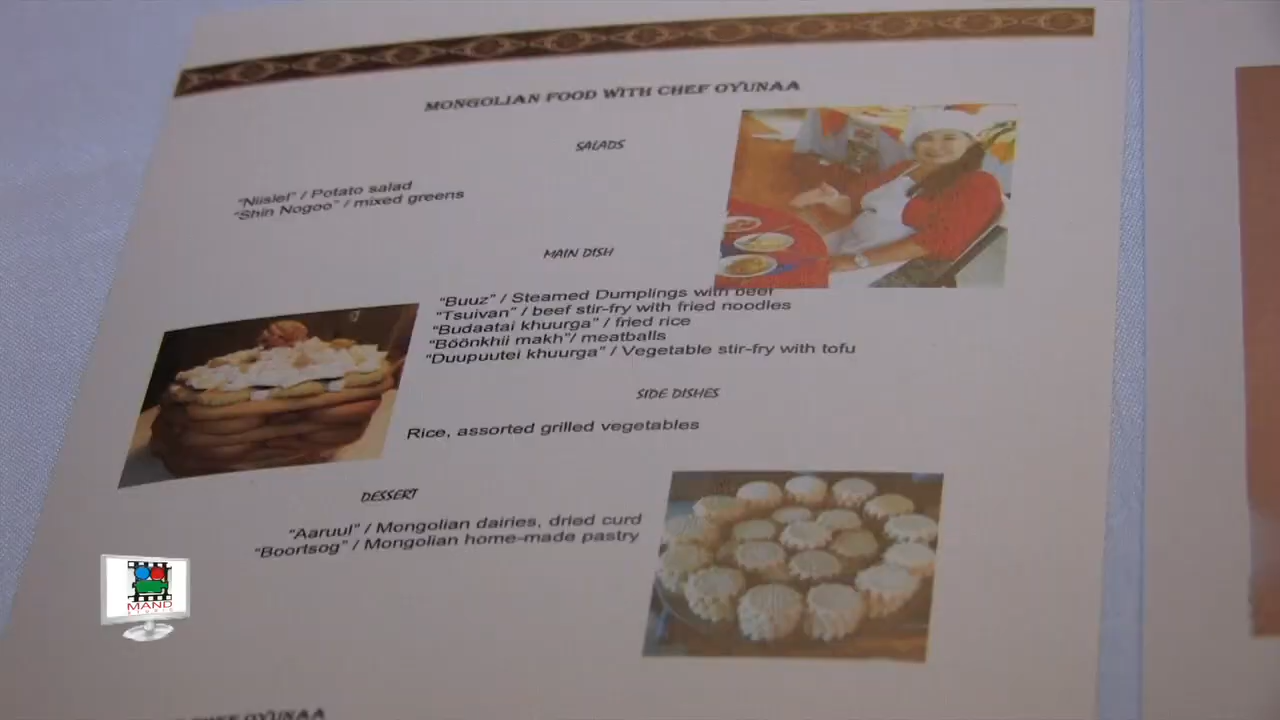 MONGOLIAN FOOD WITH CHEF OYUNAA
SALADS
"Niislel" / Potato salad
"Shin Nogoo" / mixed greens
MAIN DISH
"Buuz" / Steamed Dumplings with beef
"Tsuivan" / beef stir-fry with fried noodles
"Budaatai khuurga" / fried rice
"Böönkhii makh"/ meatballs
"Duupuutei khuurga" / Vegetable stir-fry with tofu
SIDE DISHES
Rice, assorted grilled vegetables
DESSERT
"Aaruul" / Mongolian dairies, dried curd
"Boortsog" / Mongolian home-made pastry
MAND
STUDIO
CHEF OYUNAA